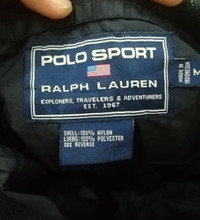 POLO SPORT
RALPH LAUREN
EXPLORERS, TRAVELERS & ADVENTURERS
EST. 1967
MADE IN
INDONESIA
M
SHELL: 100% NYLON
LINING: 100% POLYESTER
SEE REVERSE